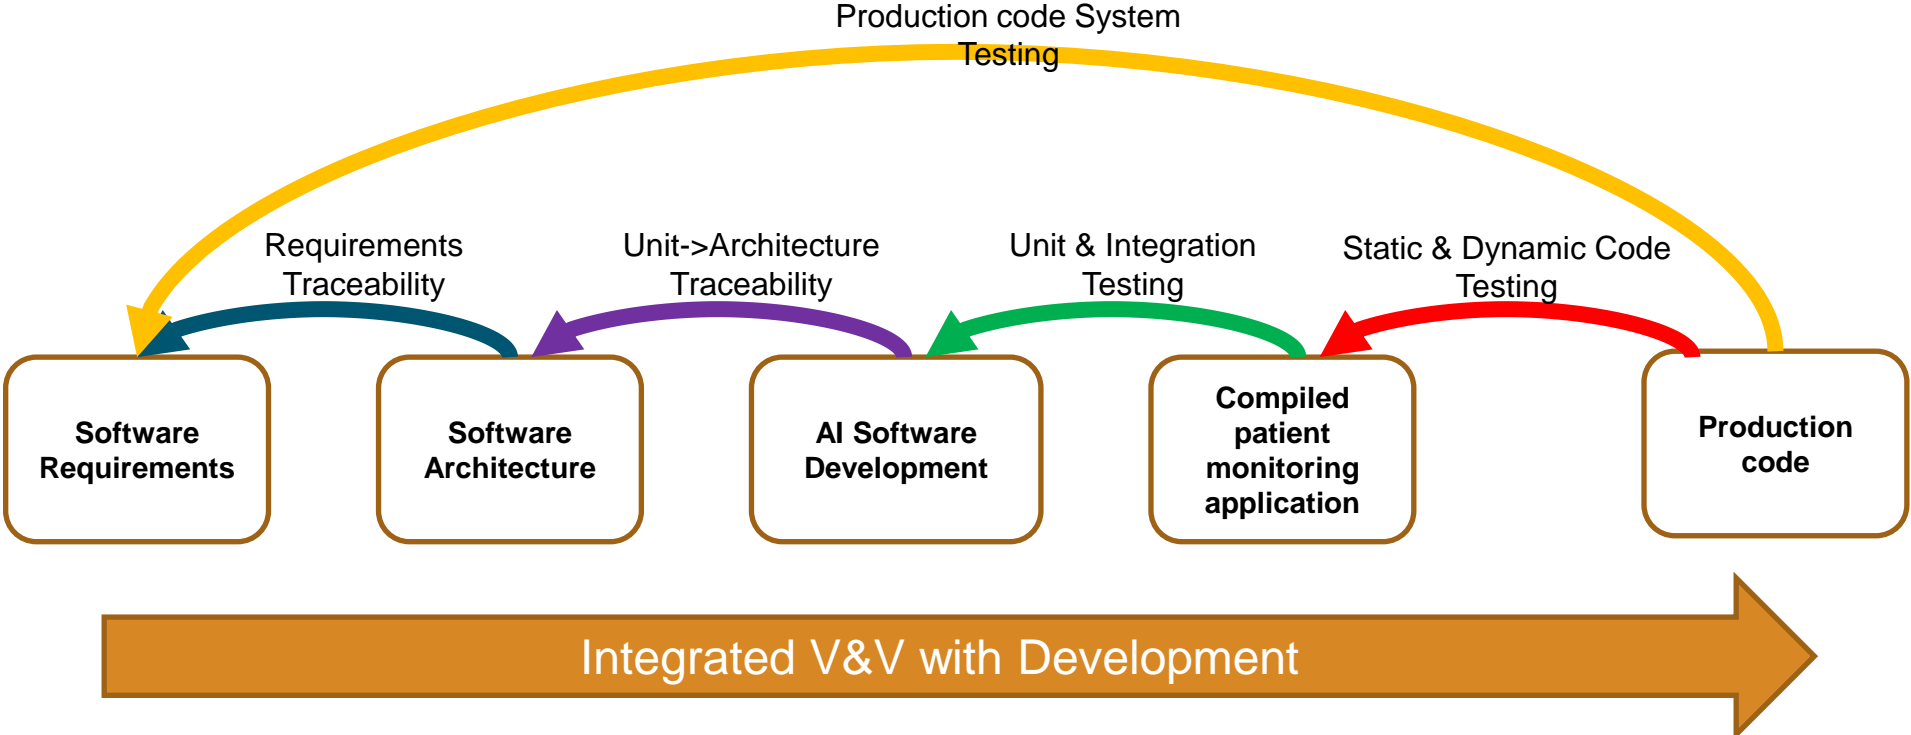 Production code System
Testing
Requirements
Traceability
Unit->Architecture
Traceability
Unit & Integration
Testing
Static & Dynamic Code
Testing
Software
Requirements
Software
Architecture
AI Software
Development
Compiled
patient
monitoring
application
Production
code
Integrated V&V with Development